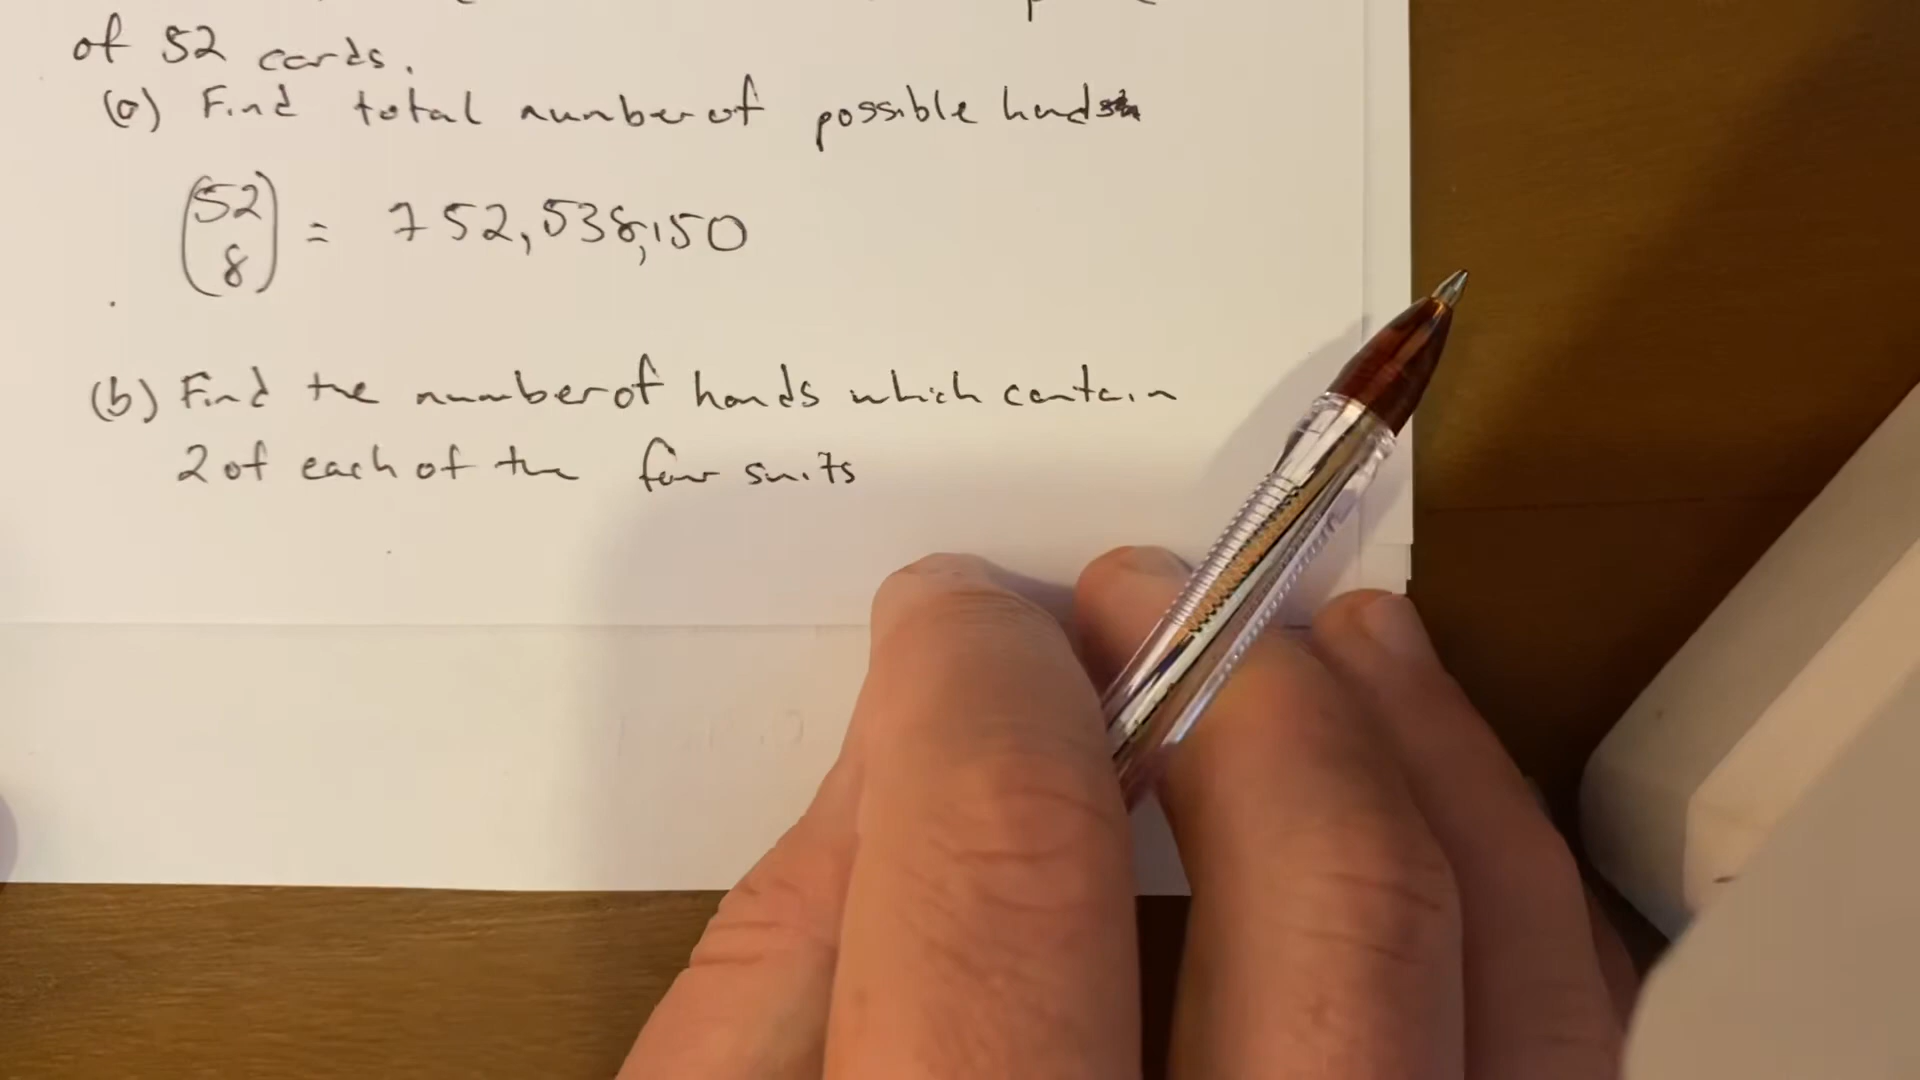 of 52 cards.
(a) Find total number of possible hands
(52 8) = 752,538,150
(b) Find the number of hands which contain
2 of each of the four suits